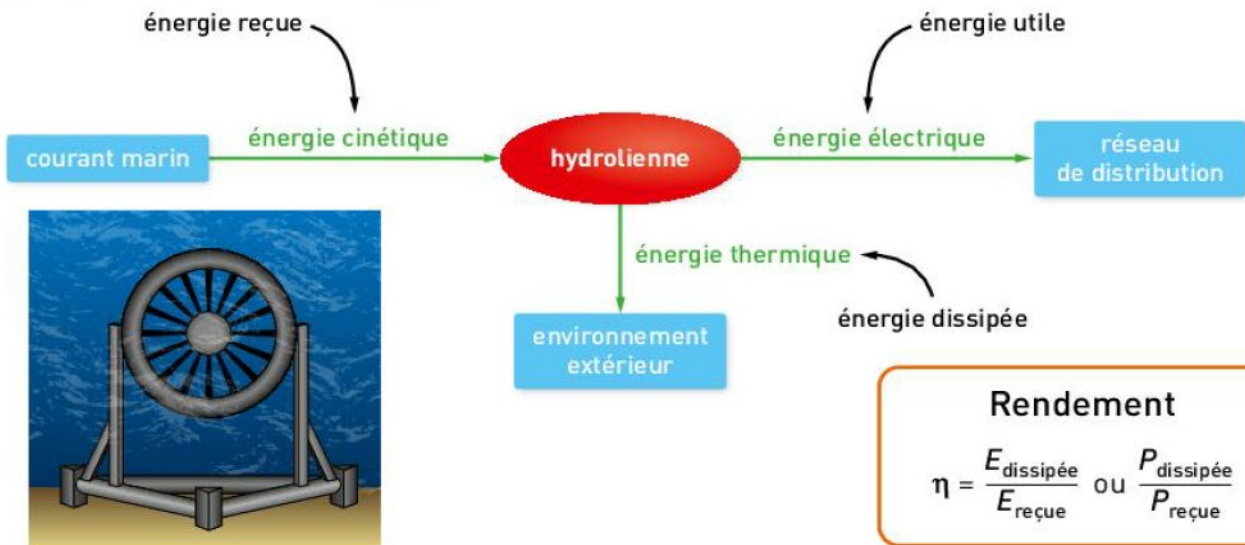 énergie reçue
énergie utile
courant marin
énergie cinétique
hydrolienne
énergie électrique
réseau
de distribution
énergie thermique
énergie dissipée
environnement
extérieur
Rendement
η = E dissipée / E reçue ou P dissipée / P reçue